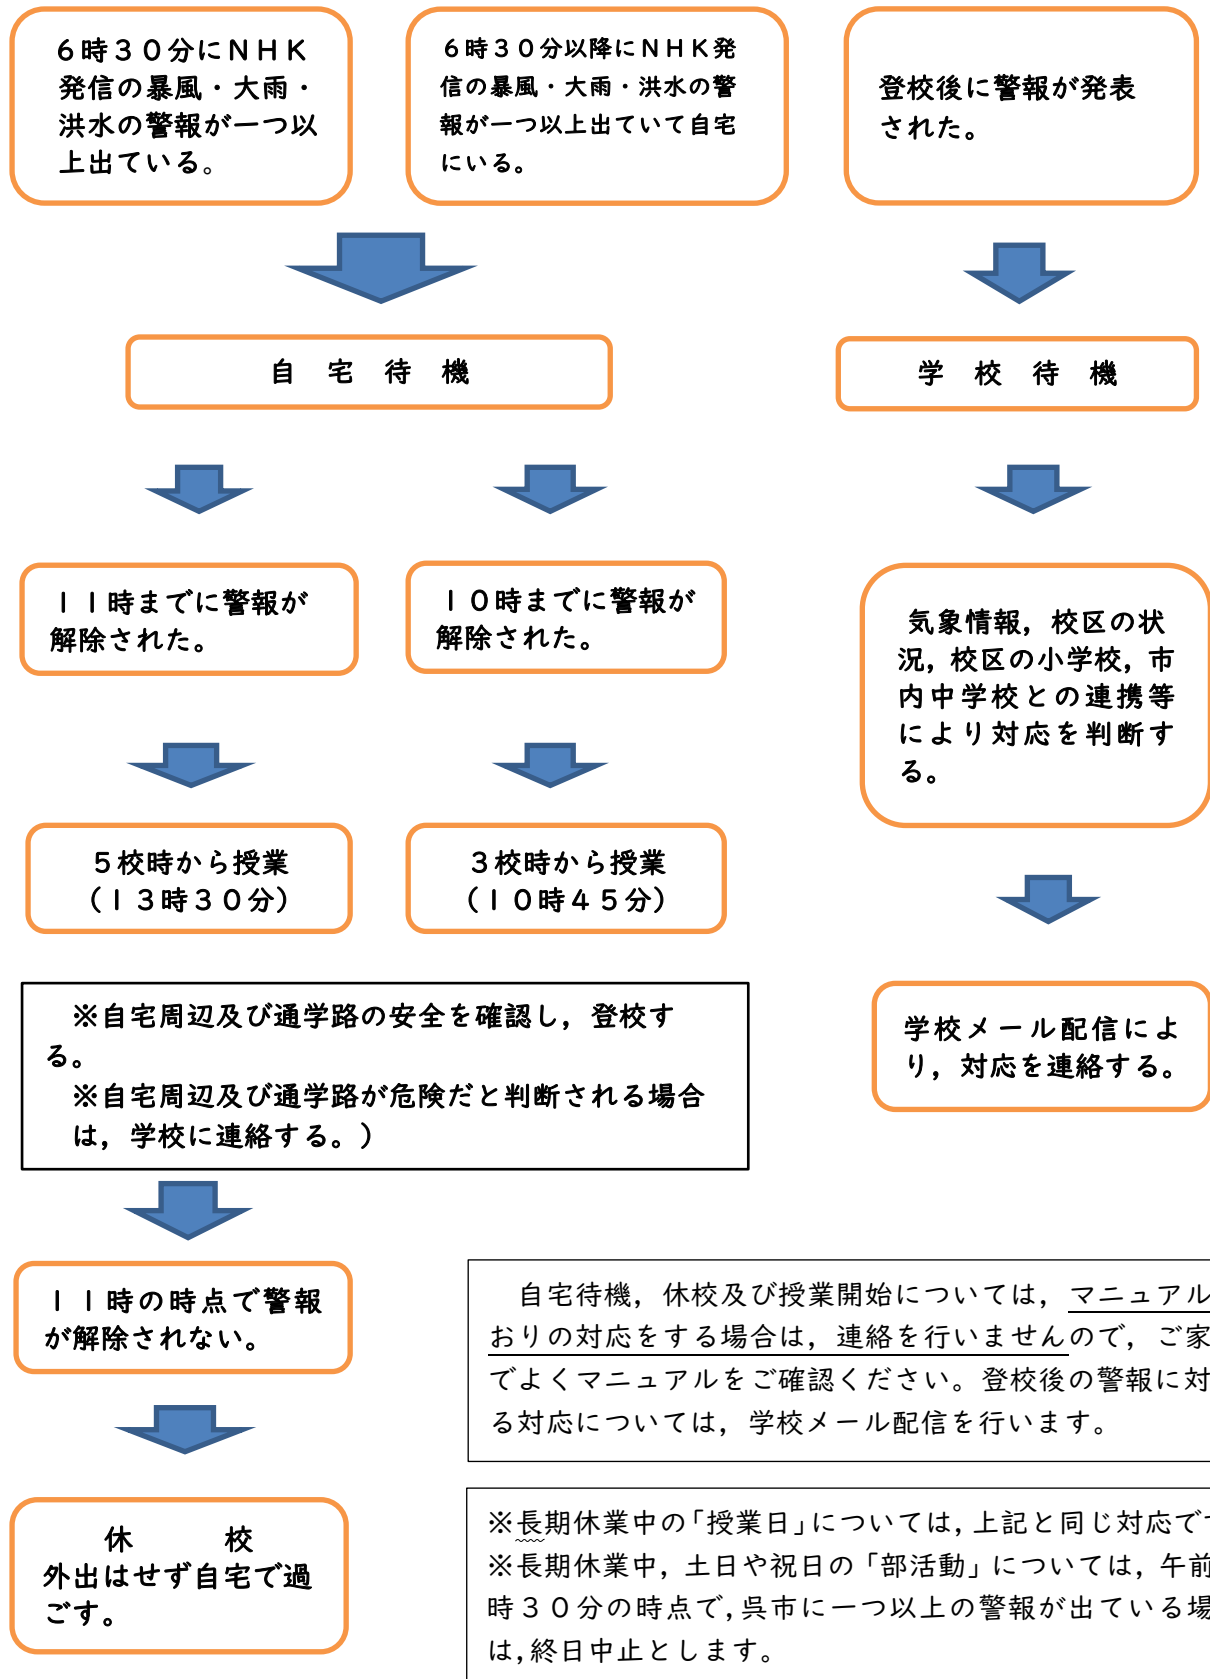 ６時３０分にＮＨＫ
発信の暴風・大雨・
洪水の警報が一つ以
上出ている。
６時３０分以降にＮＨＫ発
信の暴風・大雨・洪水の警
報が一つ以上出ていて自宅
にいる。
登校後に警報が発表
された。
自　宅　待　機
学　校　待　機
１１時までに警報が
解除された。
１０時までに警報が
解除された。
気象情報，校区の状
況，校区の小学校，市
内中学校との連携等
により対応を判断す
る。
５校時から授業
（１３時３０分）
３校時から授業
（１０時４５分）
※自宅周辺及び通学路の安全を確認し，登校す
る。
※自宅周辺及び通学路が危険だと判断される場合
は，学校に連絡する。）
学校メール配信によ
り，対応を連絡する。
１１時の時点で警報
が解除されない。
自宅待機，休校及び授業開始については，マニュアル
おりの対応をする場合は，連絡を行いませんので，ご家
でよくマニュアルをご確認ください。登校後の警報に対
る対応については，学校メール配信を行います。
休　　　校
外出はせず自宅で過
ごす。
※長期休業中の「授業日」については，上記と同じ対応で
※長期休業中，土日や祝日の「部活動」については，午前
時３０分の時点で，呉市に一つ以上の警報が出ている場
は，終日中止とします。